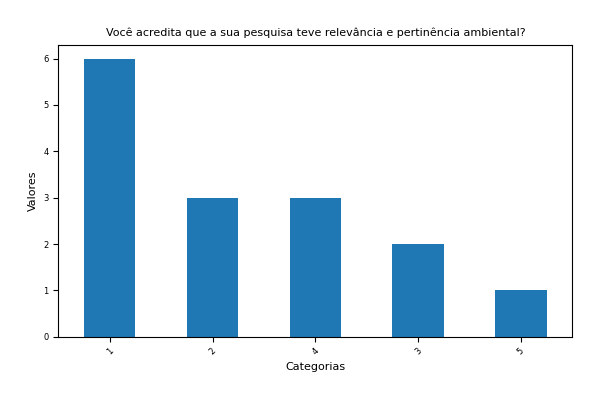 Você acredita que a sua pesquisa teve relevância e pertinência ambiental?
6
5
4
3
2
1
0
Valores
1 2 4 3 5
Categorias